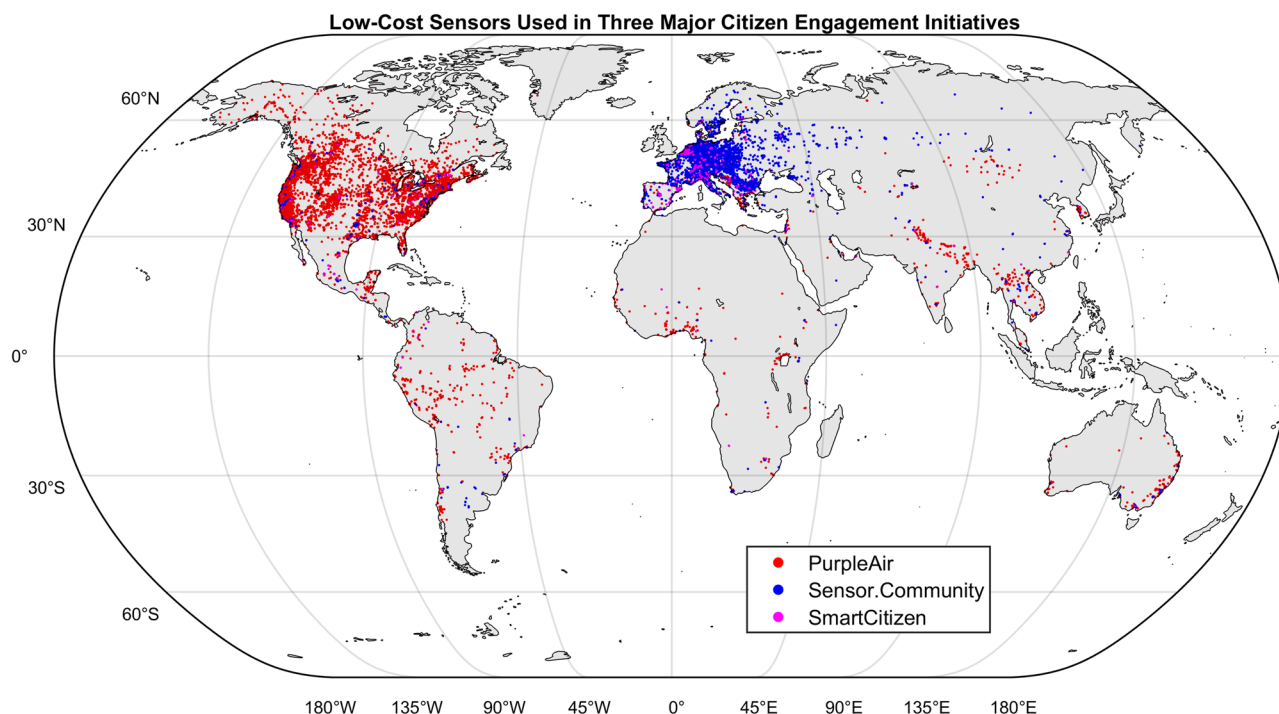 Low-Cost Sensors Used in Three Major Citizen Engagement Initiatives
60°N
30°N
0°
30°S
60°S
PurpleAir
Sensor.Community
SmartCitizen
180°W 135°W 90°W 45°W 0° 45°E 90°E 135°E 180°E